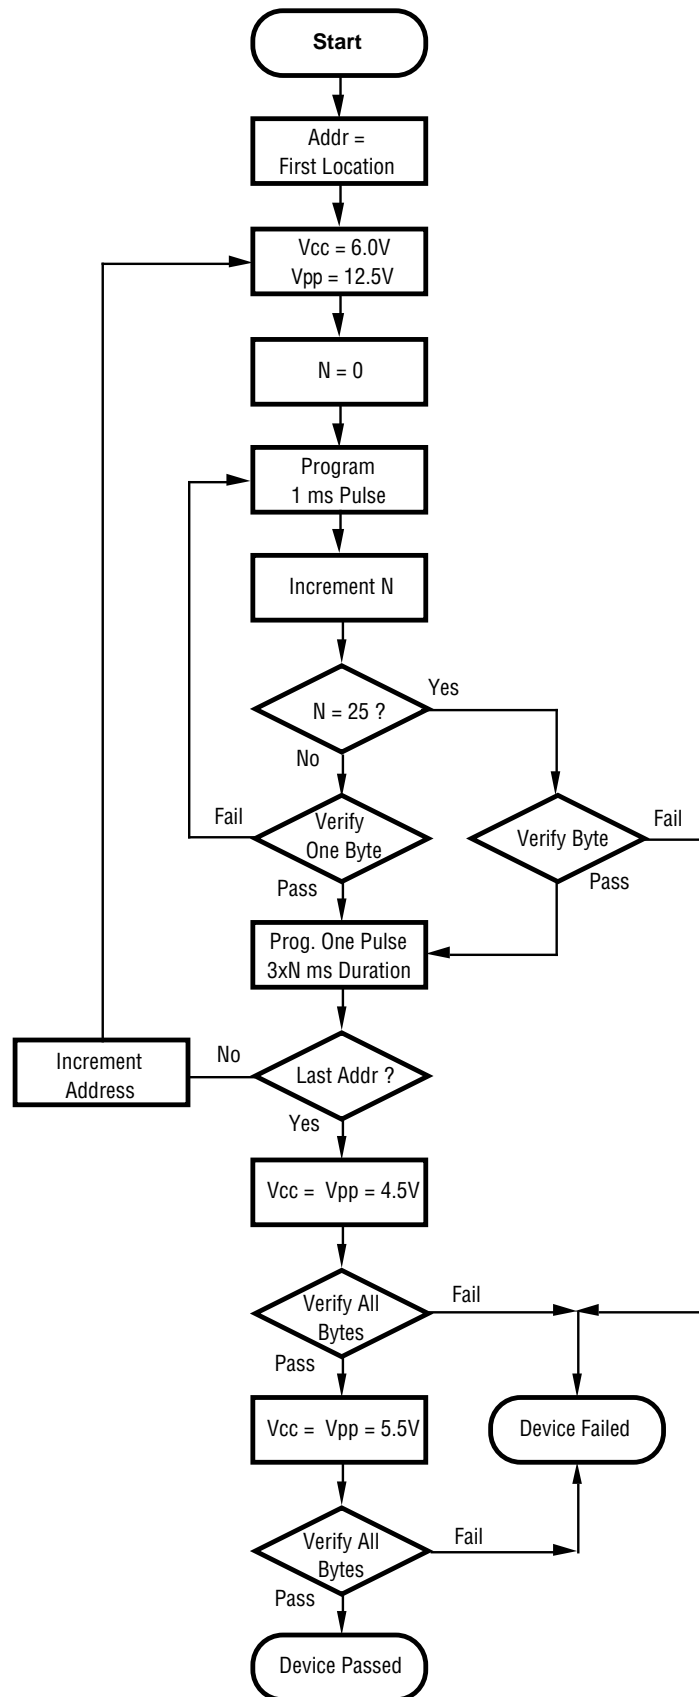 Start
Addr =
First Location
Vcc = 6.0V
Vpp = 12.5V
N = 0
Program
1 ms Pulse
Increment N
N = 25 ?
Yes
No
Fail
Verify
One Byte
Verify Byte
Fail
Pass
Pass
Prog. One Pulse
3xN ms Duration
Increment
Address
No
Last Addr ?
Yes
Vcc = Vpp = 4.5V
Verify All
Bytes
Fail
Pass
Vcc = Vpp = 5.5V
Device Failed
Verify All
Bytes
Fail
Pass
Device Passed